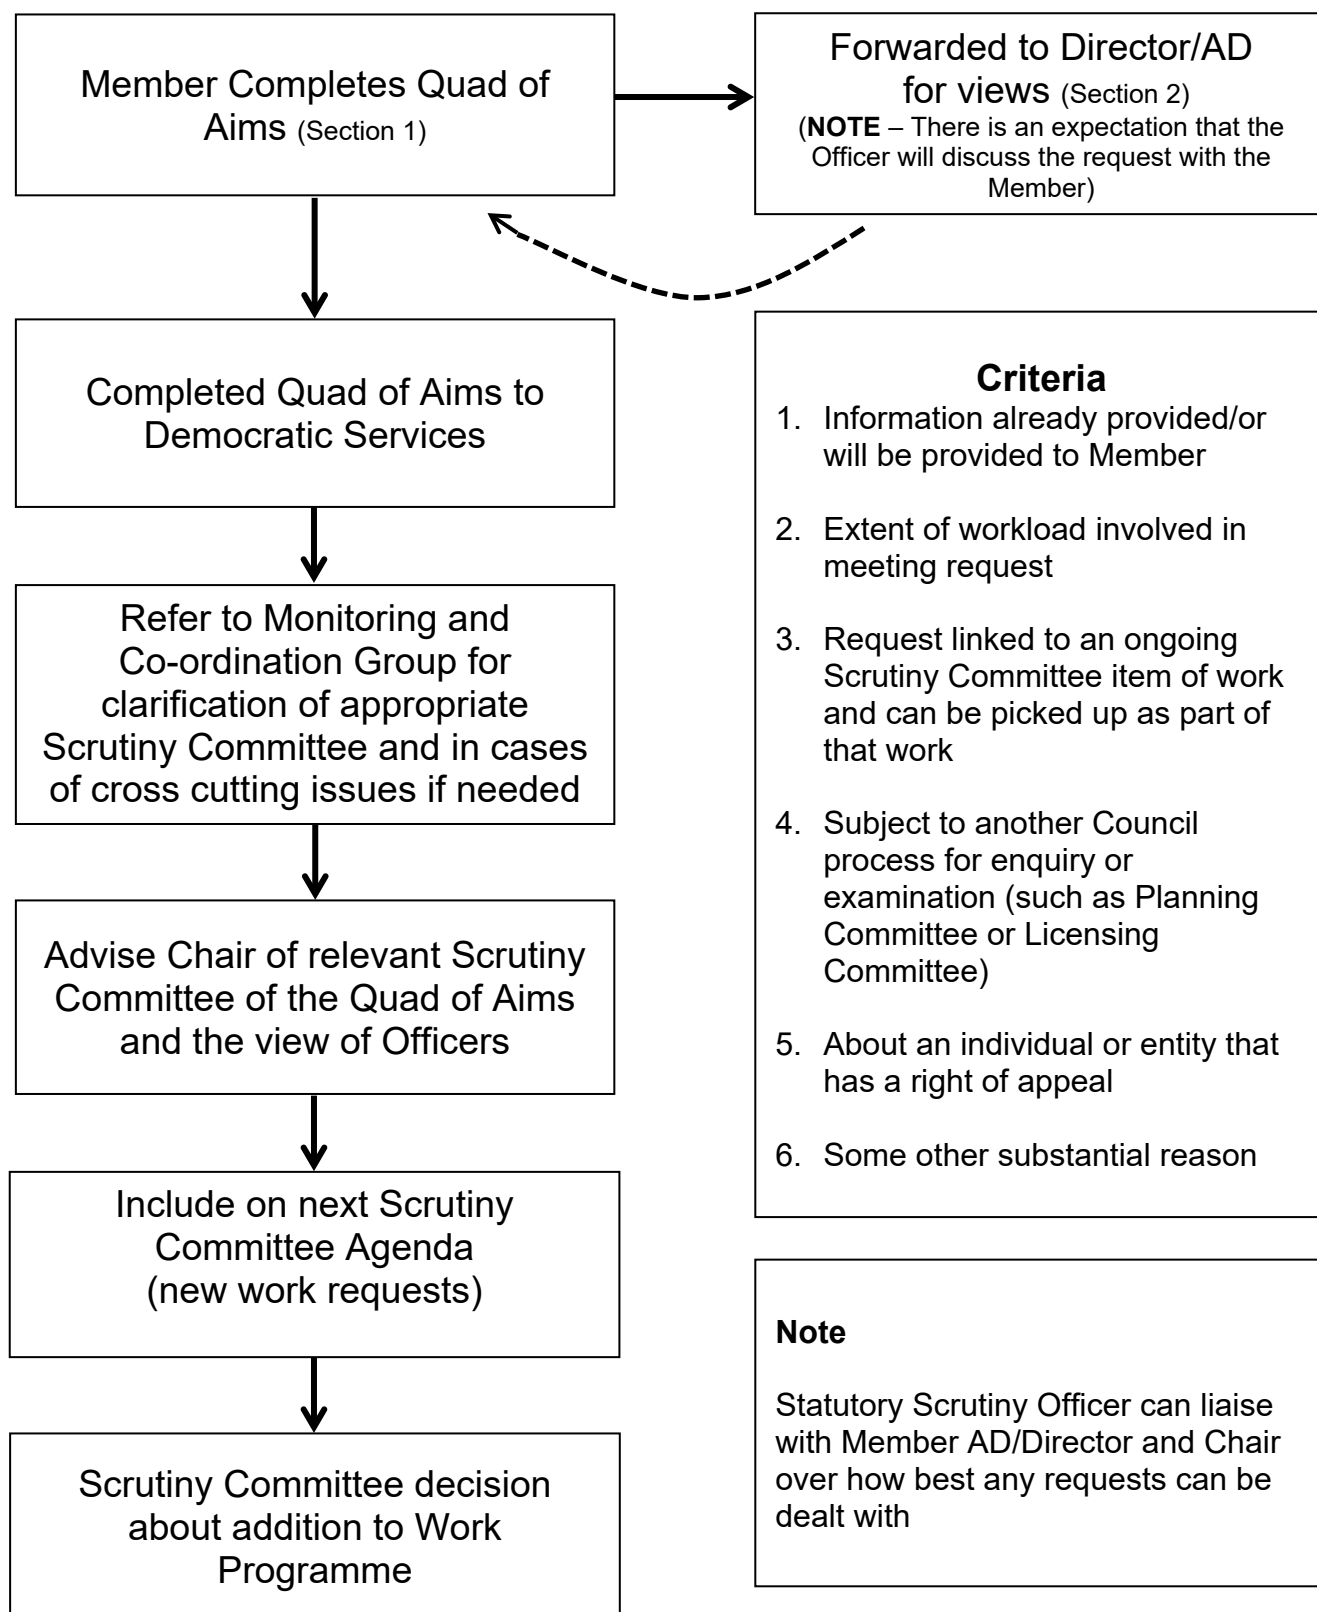 Member Completes Quad of
Aims (Section 1)
Forwarded to Director/AD
for views (Section 2)
(NOTE – There is an expectation that the
Officer will discuss the request with the
Member)
Completed Quad of Aims to
Democratic Services
Refer to Monitoring and
Co-ordination Group for
clarification of appropriate
Scrutiny Committee and in cases
of cross cutting issues if needed
Advise Chair of relevant Scrutiny
Committee of the Quad of Aims
and the view of Officers
Include on next Scrutiny
Committee Agenda
(new work requests)
Scrutiny Committee decision
about addition to Work
Programme
Criteria
1. Information already provided/or
will be provided to Member
2. Extent of workload involved in
meeting request
3. Request linked to an ongoing
Scrutiny Committee item of work
and can be picked up as part of
that work
4. Subject to another Council
process for enquiry or
examination (such as Planning
Committee or Licensing
Committee)
5. About an individual or entity that
has a right of appeal
6. Some other substantial reason
Note
Statutory Scrutiny Officer can liaise
with Member AD/Director and Chair
over how best any requests can be
dealt with